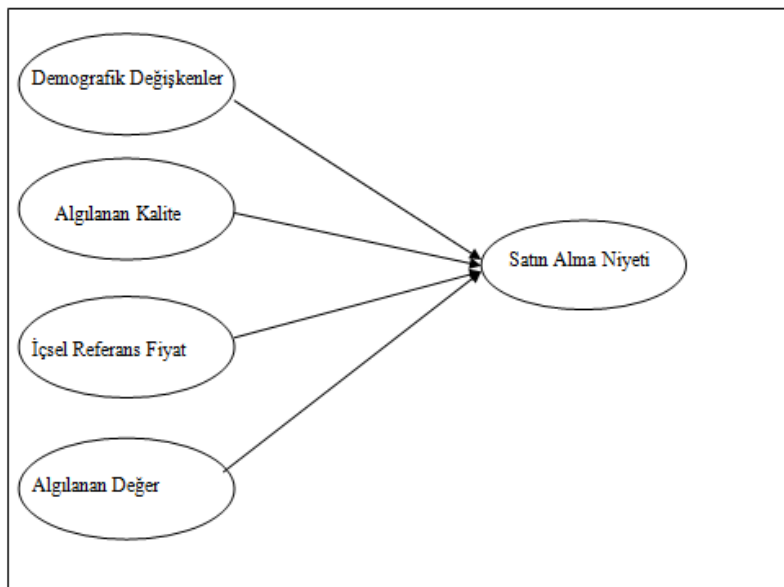 Demografik Değişkenler
Algılanan Kalite
Satın Alma Niyeti
İçsel Referans Fiyat
Algılanan Değer